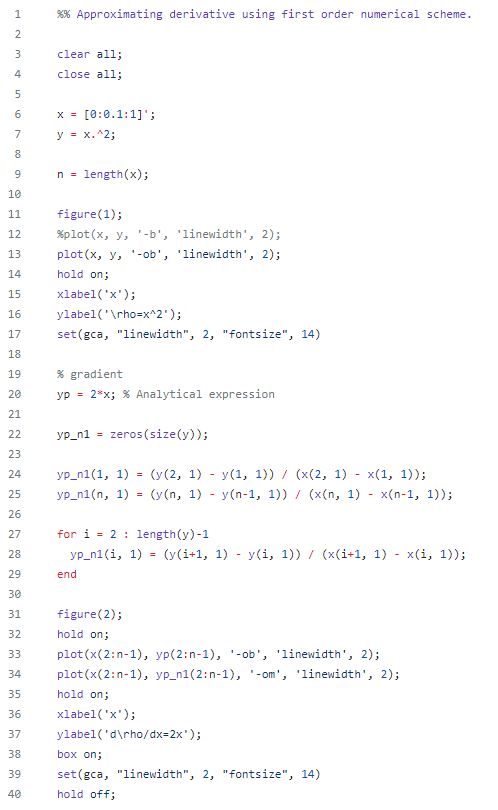 1 %% Approximating derivative using first order numerical scheme.
2
3 clear all;
4 close all;
5
6 x = [0:0.1:1]';
7 y = x.^2;
8
9 n = length(x);
10
11 figure(1);
12 %plot(x, y, '-b', 'linewidth', 2);
13 plot(x, y, '-ob', 'linewidth', 2);
14 hold on;
15 xlabel('x');
16 ylabel('\rho=x^2');
17 set(gca, "linewidth", 2, "fontsize", 14)
18
19 % gradient
20 yp = 2*x; % Analytical expression
21
22 yp_n1 = zeros(size(y));
23
24 yp_n1(1, 1) = (y(2, 1) - y(1, 1)) / (x(2, 1) - x(1, 1));
25 yp_n1(n, 1) = (y(n, 1) - y(n-1, 1)) / (x(n, 1) - x(n-1, 1));
26
27 for i = 2 : length(y)-1
28   yp_n1(i, 1) = (y(i+1, 1) - y(i, 1)) / (x(i+1, 1) - x(i, 1));
29 end
30
31 figure(2);
32 hold on;
33 plot(x(2:n-1), yp(2:n-1), '-ob', 'linewidth', 2);
34 plot(x(2:n-1), yp_n1(2:n-1), '-om', 'linewidth', 2);
35 hold on;
36 xlabel('x');
37 ylabel('d\rho/dx=2x');
38 box on;
39 set(gca, "linewidth", 2, "fontsize", 14)
40 hold off;